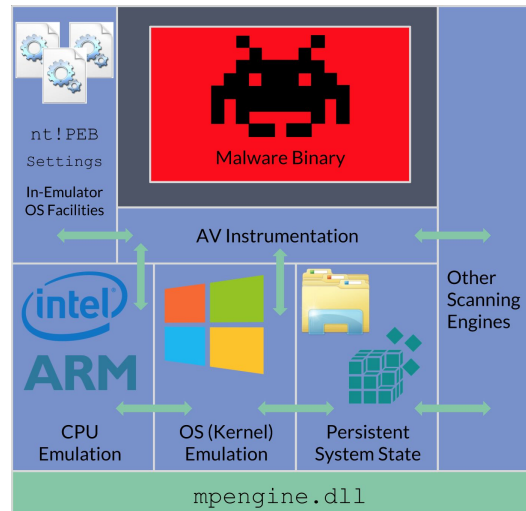 nt!PEB
Settings
In-Emulator
OS Facilities
Malware Binary
AV Instrumentation
intel
ARM
CPU
Emulation
OS (Kernel)
Emulation
Persistent
System State
Other
Scanning
Engines
mpengine.dll